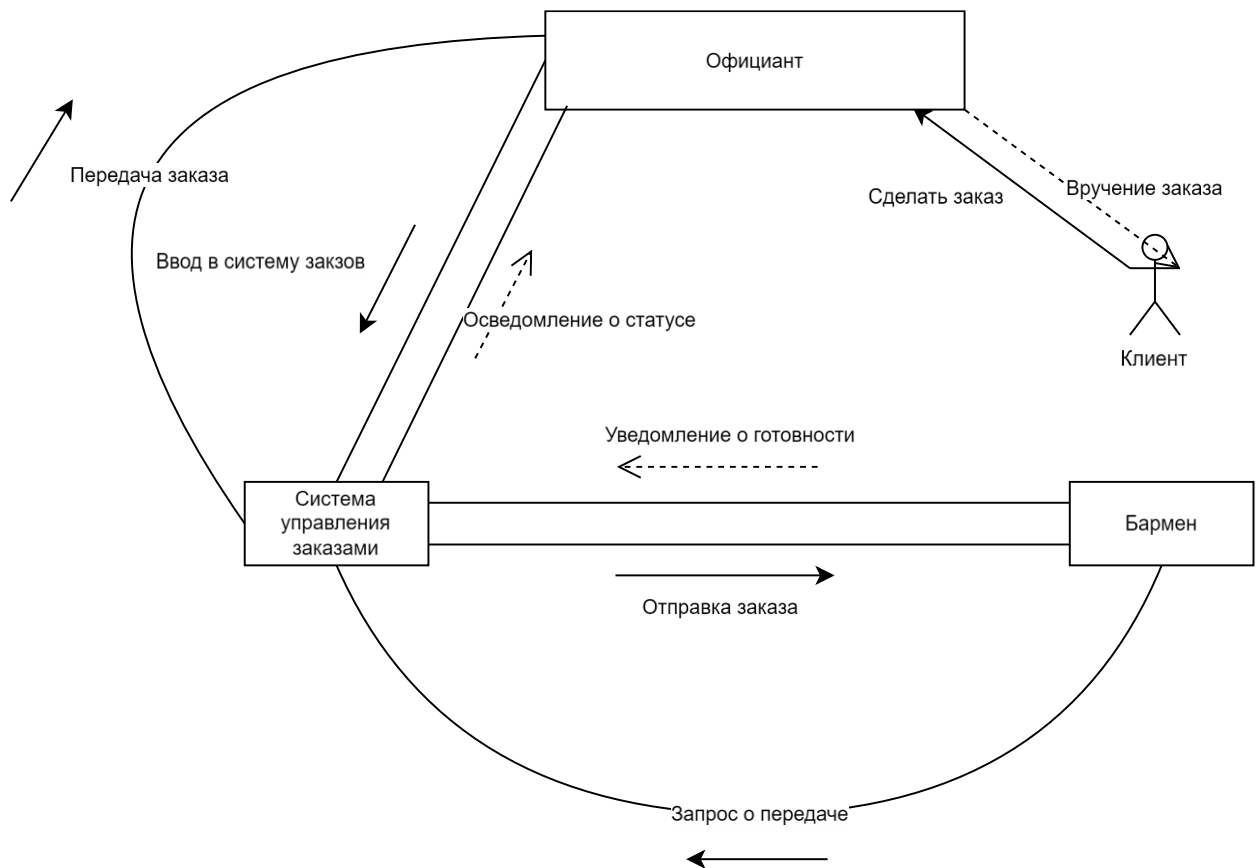 Официант
Передача заказа
Вручение заказа
Сделать заказ
Ввод в систему закзов
Осведомление о статусе
Клиент
Уведомление о готовности
Система
управления
заказами
Бармен
Отправка заказа
Запрос о передаче